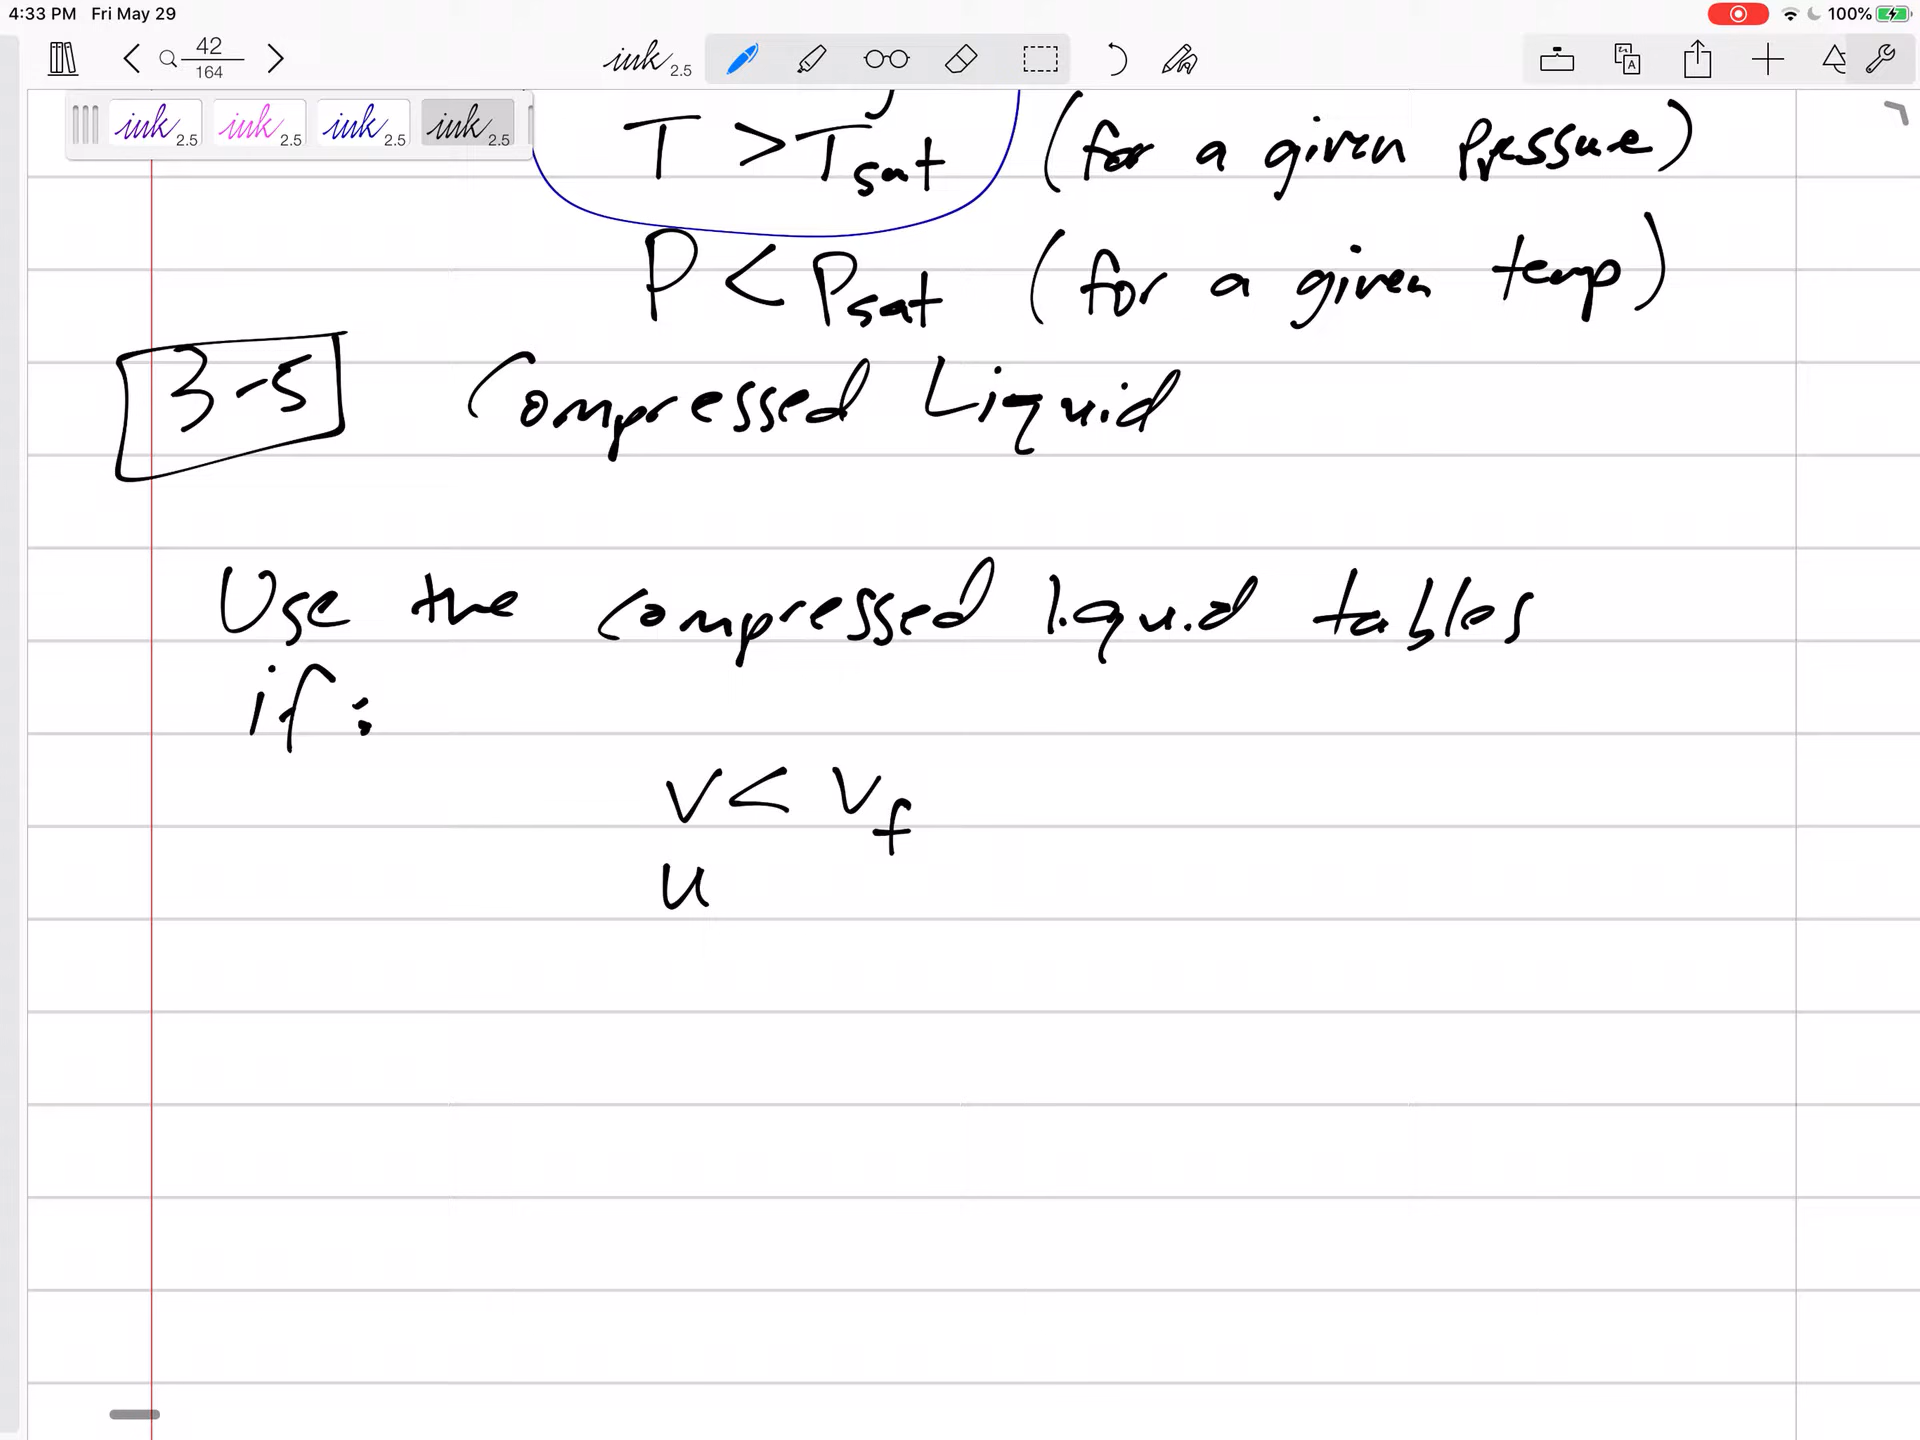 4:33 PM Fri May 29
100%
42
164
ink 2.5
ink 2.5 ink 2.5 ink 2.5 ink 2.5
T > Tsat (for a given pressure)
P < Psat (for a given temp)
3-5 Compressed Liquid
Use the compressed liquid tables
if:
v < vf
u